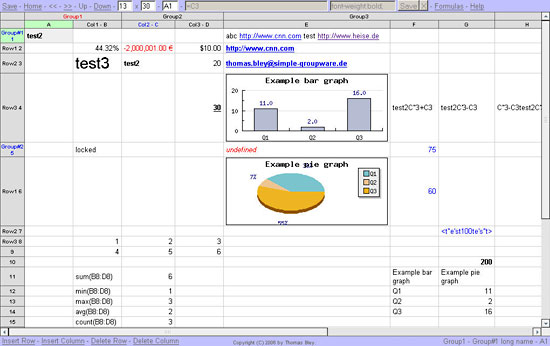 Save - Home - << - >> - Up - Down - 13 x 30 - A1 - =C3 font-weight:bold; Save X - Formulas - Help
Group1 Group2 Group3
A Col1 - B Col2 - C Col3 - D E F G H
Group#1 1 test2 abc http://www.cnn.com test http://www.heise.de
Row1 2 44.32% -2,000,001.00 € $10.00 http://www.cnn.com
Row2 3 test3 test2 20 thomas.bley@simple-groupware.de
Example bar graph
20
10
0
11.0 2.0 16.0
Q1 Q2 Q3
Row3 4 30 test2C"3+C3 test2C"3-C3
Group#2 5 locked undefined 75
Example pie graph
7%
55%
Q1
Q2
Q3
Row1 6 60
Row2 7 <t"e'st100te's"t>
Row3 8 1 2 3
9 4 5 6
10 200
11 sum(B8:D8) 6 Example bar graph Example pie graph
12 min(B8:D8) 1 Q1 11
13 max(B8:D8) 3 Q2 2
14 avg(B8:D8) 2 Q3 16
15 count(B8:D8) 3
Insert Row - Insert Column - Delete Row - Delete Column Copyright (C) 2006 by Thomas Bley. Group1 - Group#1 long name - A1